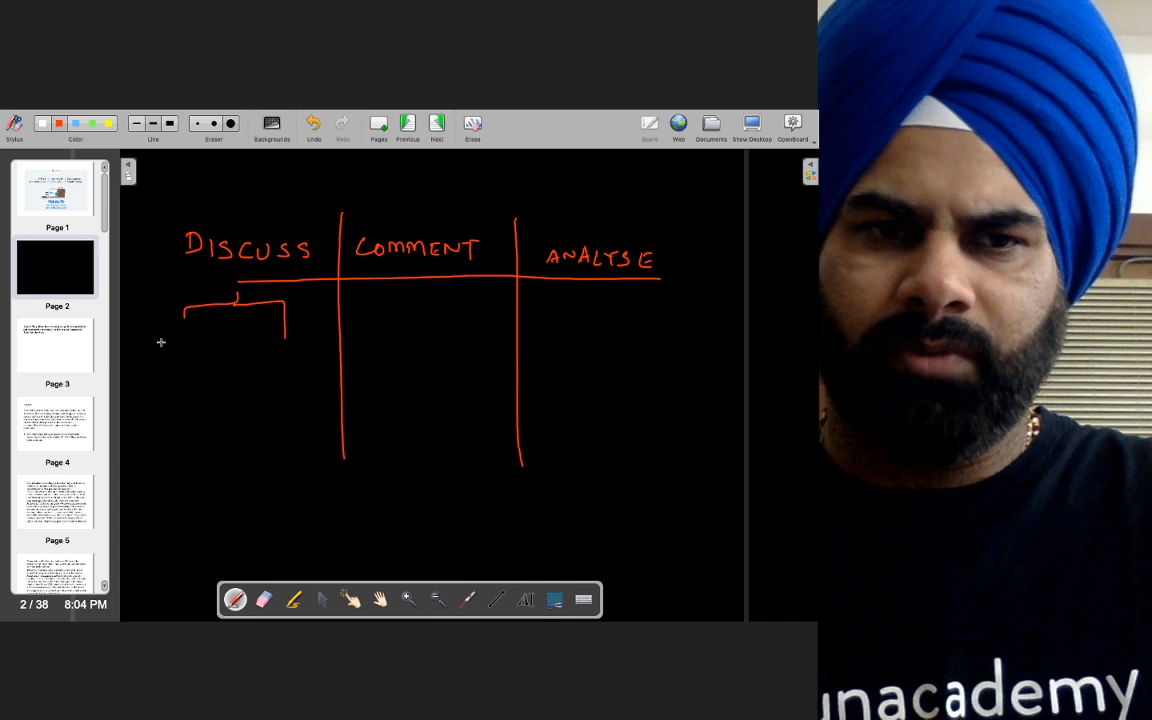 Stylus
Color
Line
Eraser
Backgrounds
Undo
Redo
Pages
Previous
Next
Erase
Board
Web
Documents
Show Desktop
OpenBoard
Page 1
Page 2
Page 3
Page 4
Page 5
2 / 38 8:04 PM
DISCUSS COMMENT ANALYSE
AI
unacademy